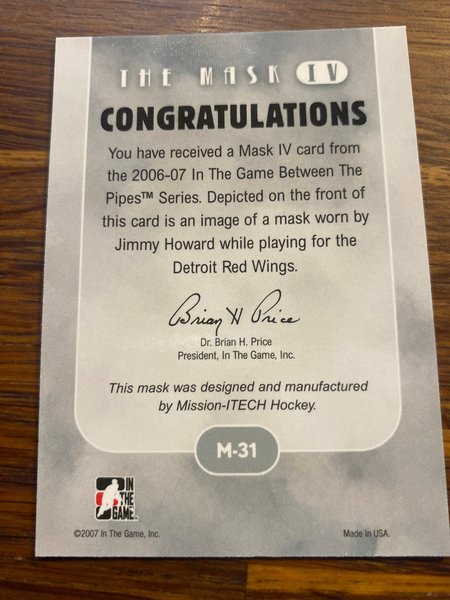 THE MASK IV
CONGRATULATIONS
You have received a Mask IV card from
the 2006-07 In The Game Between The
Pipes™ Series. Depicted on the front of
this card is an image of a mask worn by
Jimmy Howard while playing for the
Detroit Red Wings.
Brian H Price
Dr. Brian H. Price
President, In The Game, Inc.
This mask was designed and manufactured
by Mission-ITECH Hockey.
M-31
IN
THE
GAME
©2007 In The Game, Inc.
Made In USA.